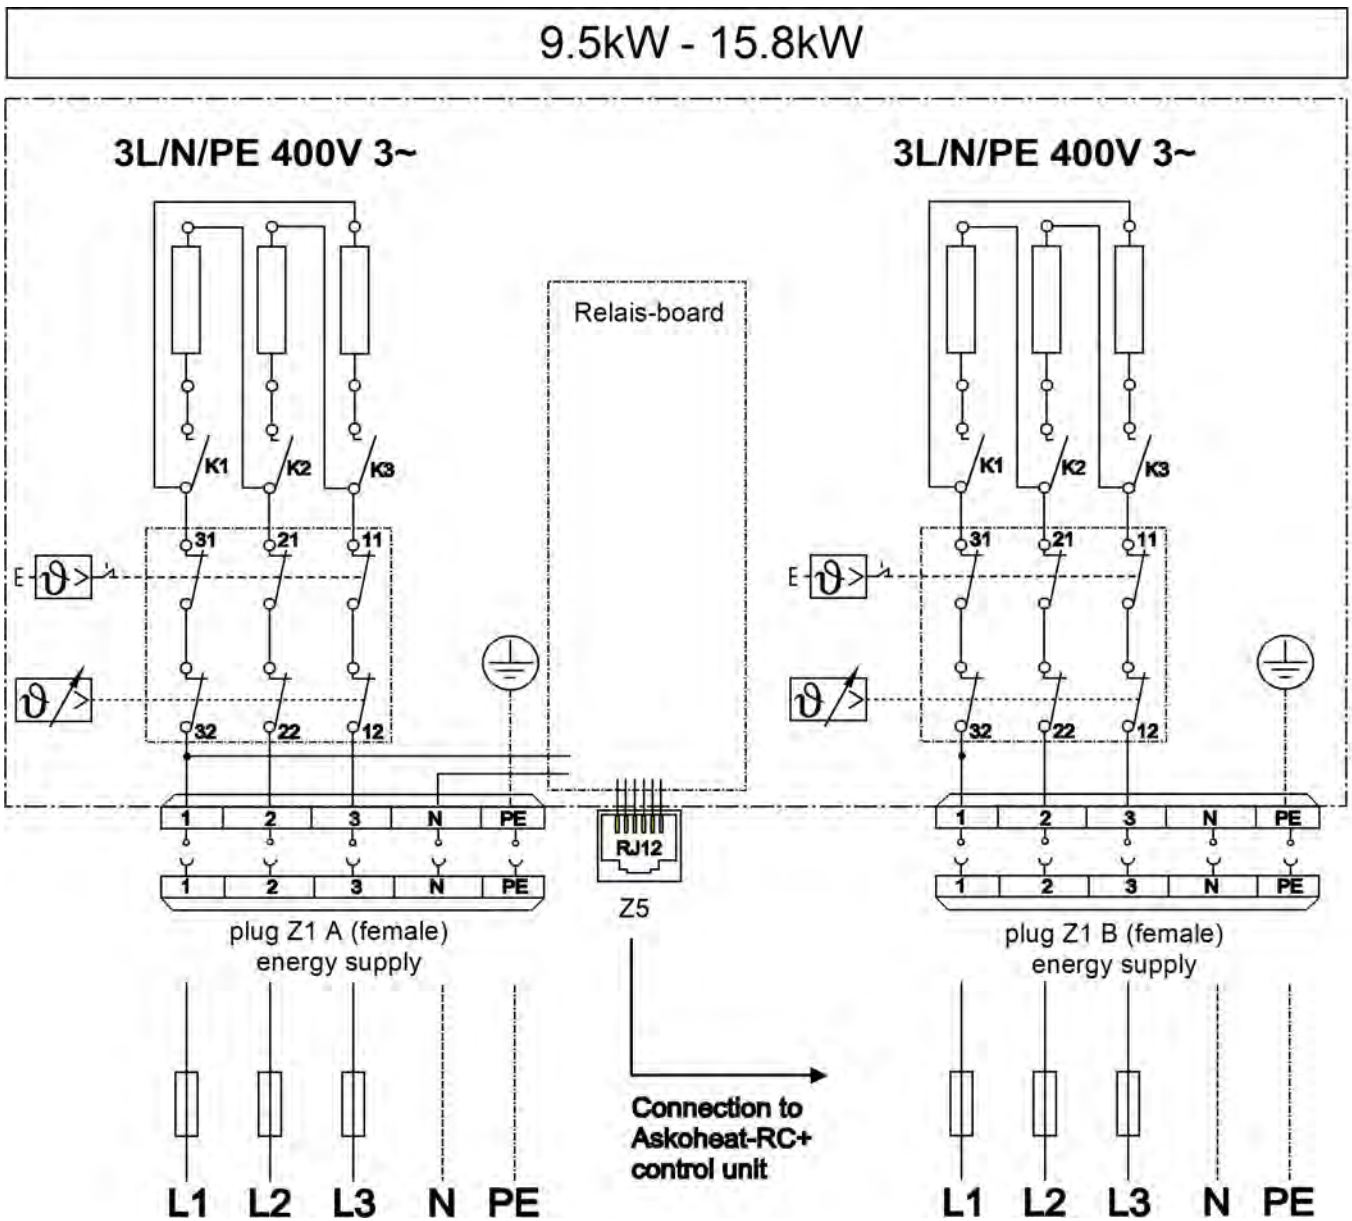 9.5kW - 15.8kW
3L/N/PE 400V 3~
3L/N/PE 400V 3~
Relais-board
K1
K2
K3
K1
K2
K3
31
21
11
31
21
11
E
ϑ
>
E
ϑ
>
ϑ
>
ϑ
>
32
22
12
32
22
12
1
2
3
N
PE
1
2
3
N
PE
RJ12
1
2
3
N
PE
1
2
3
N
PE
Z5
plug Z1 A (female)
energy supply
plug Z1 B (female)
energy supply
Connection to
Askoheat-RC+
control unit
L1
L2
L3
N
PE
L1
L2
L3
N
PE